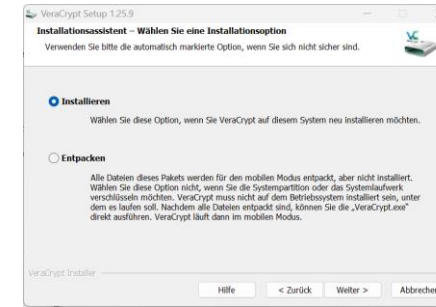 VeraCrypt Setup 1.25.9
Installationsassistent – Wählen Sie eine Installationsoption
Verwenden Sie bitte die automatisch markierte Option, wenn Sie sich nicht sicher sind.
VC
Installieren
Wählen Sie diese Option, wenn Sie VeraCrypt auf diesem System neu installieren möchten.
Entpacken
Alle Dateien dieses Pakets werden für den mobilen Modus entpackt, aber nicht installiert.
Wählen Sie diese Option nicht, wenn Sie die Systempartition oder das Systemlaufwerk
verschlüsseln möchten. VeraCrypt muss nicht auf dem Betriebssystem installiert sein, unter
dem es laufen soll. Nachdem alle Dateien entpackt sind, können Sie die „VeraCrypt.exe“
direkt ausführen. VeraCrypt läuft dann im mobilen Modus.
VeraCrypt Installer
Hilfe
< Zurück
Weiter >
Abbrechen